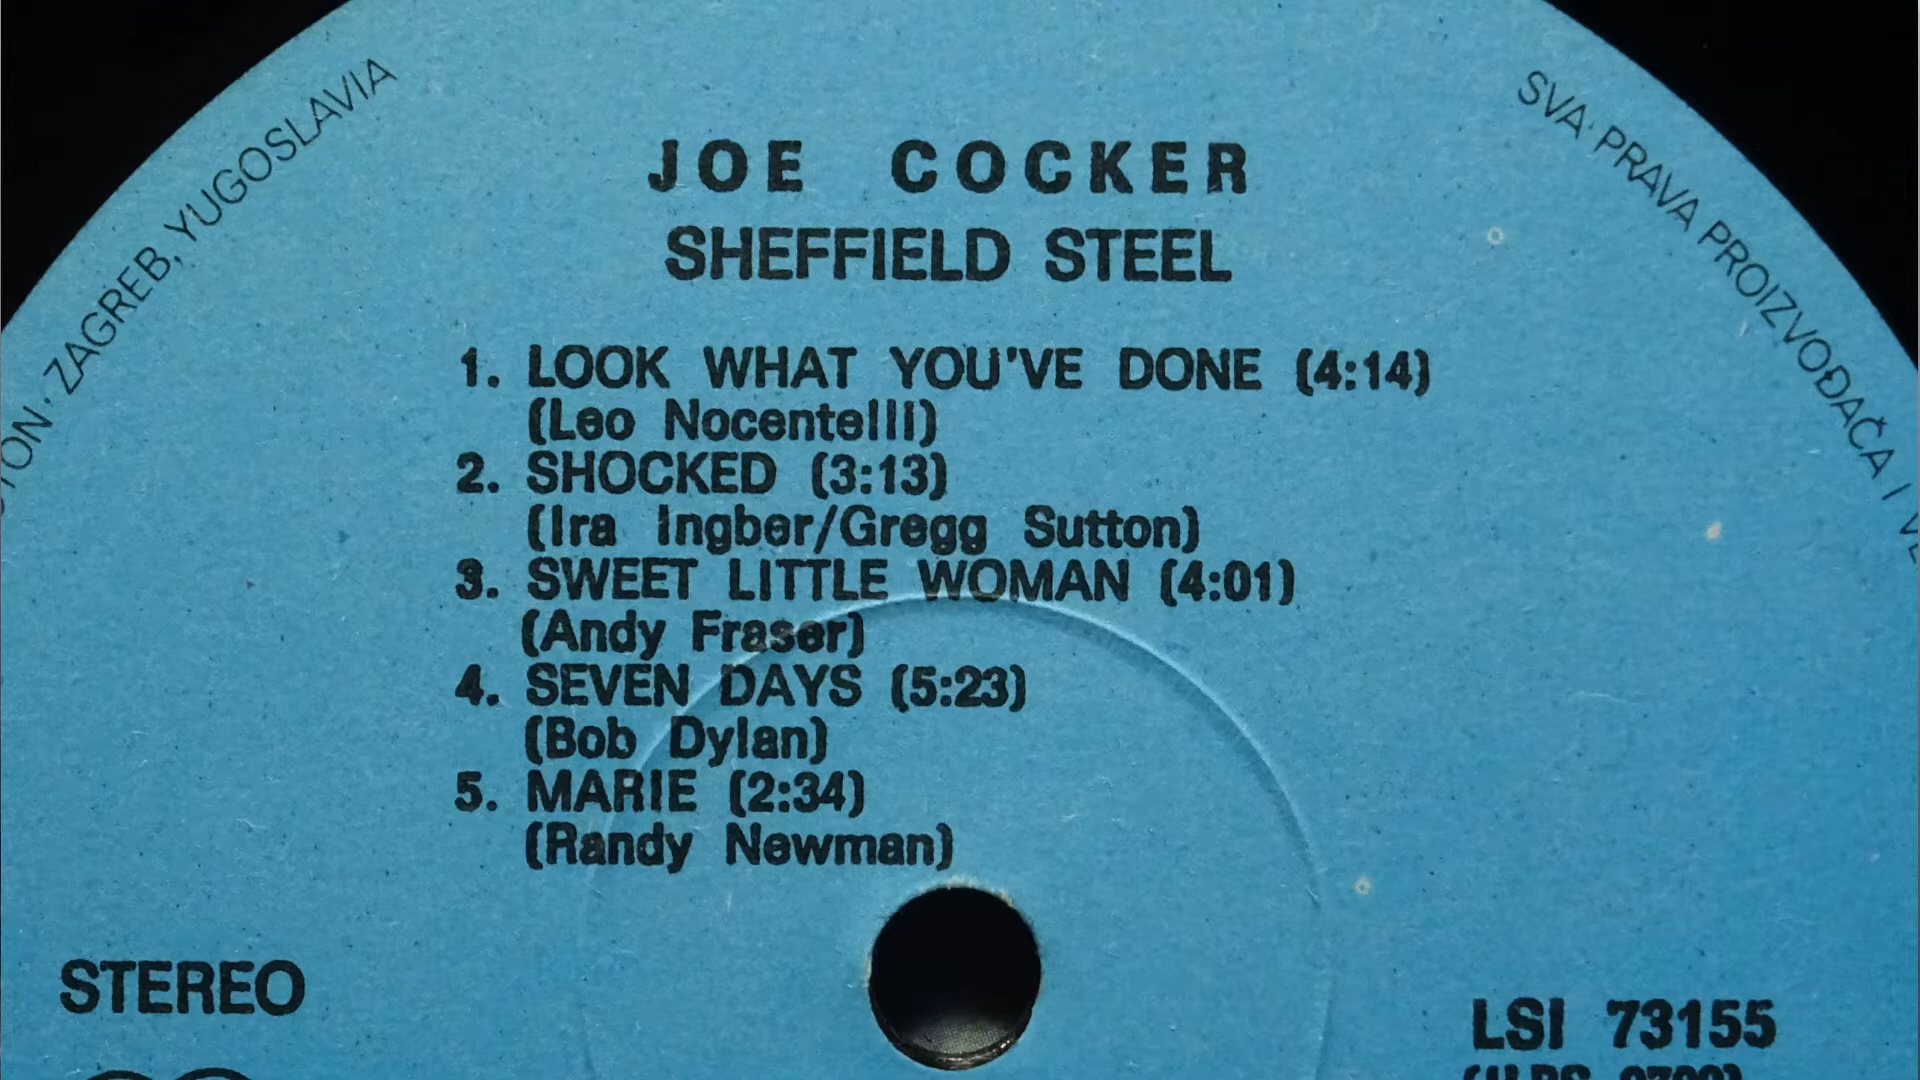 JOE COCKER
SHEFFIELD STEEL
1. LOOK WHAT YOU'VE DONE (4:14)
(Leo Nocentelli)
2. SHOCKED (3:13)
(Ira Ingber/Gregg Sutton)
3. SWEET LITTLE WOMAN (4:01)
(Andy Fraser)
4. SEVEN DAYS (5:23)
(Bob Dylan)
5. MARIE (2:34)
(Randy Newman)
STEREO
LSI 73155
ZAGREB, YUGOSLAVIA
SVA PRAVA PROIZVOĐAČA I